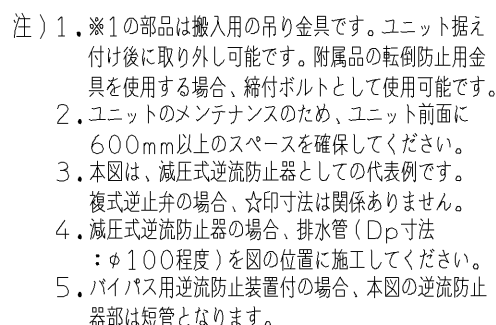 注）１．※１の部品は搬入用の吊り金具です。ユニット据え
付け後に取り外し可能です。附属品の転倒防止用金
具を使用する場合、締付ボルトとして使用可能です。
２．ユニットのメンテナンスのため、ユニット前面に
６００mm以上のスペースを確保してください。
３．本図は、減圧式逆流防止器としての代表例です。
複式逆止弁の場合、☆印寸法は関係ありません。
４．減圧式逆流防止器の場合、排水管（Dp寸法
：φ１００程度）を図の位置に施工してください。
５．バイパス用逆流防止装置付の場合、本図の逆流防止
器部は短管となります。